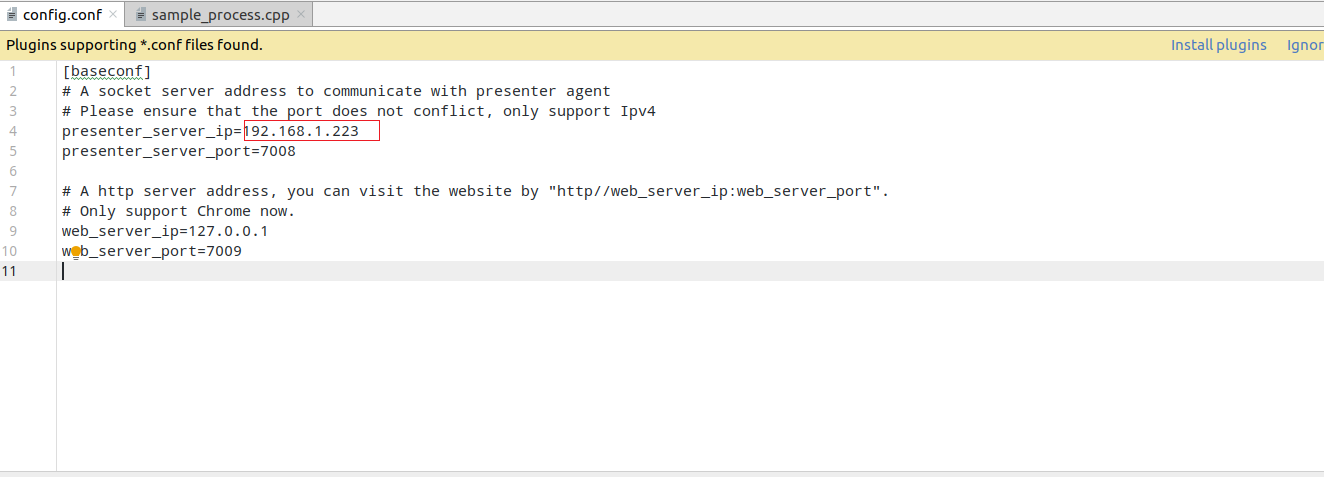 config.conf sample_process.cpp
Plugins supporting *.conf files found. Install plugins Ignor
1 [baseconf]
2 # A socket server address to communicate with presenter agent
3 # Please ensure that the port does not conflict, only support Ipv4
4 presenter_server_ip=192.168.1.223
5 presenter_server_port=7008
6
7 # A http server address, you can visit the website by "http//web_server_ip:web_server_port".
8 # Only support Chrome now.
9 web_server_ip=127.0.0.1
10 web_server_port=7009
11